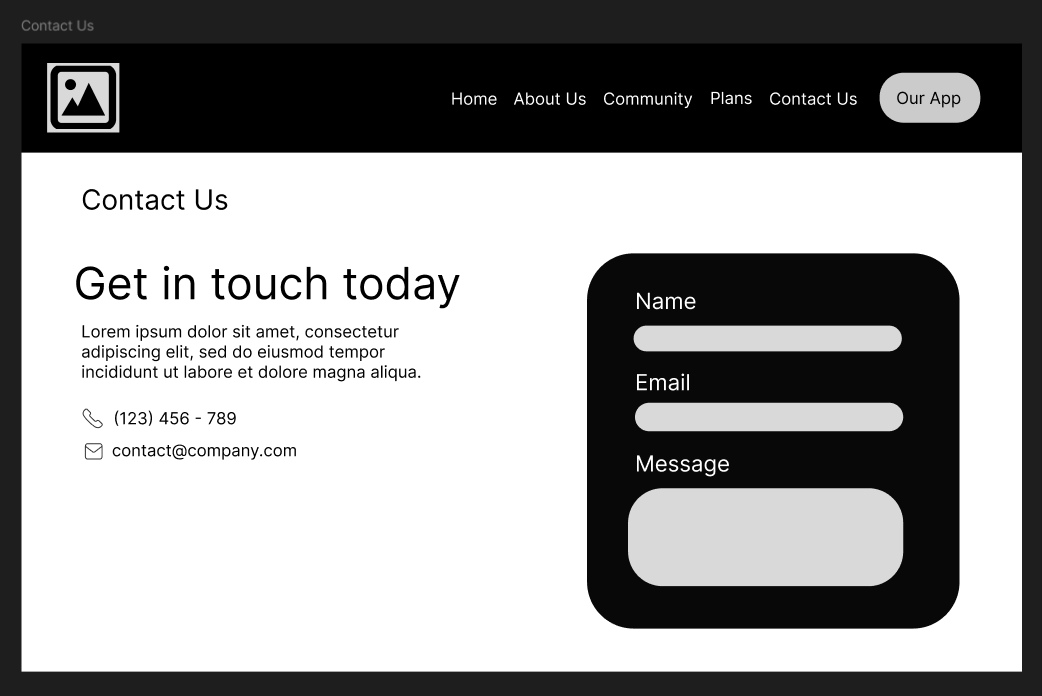 Contact Us
Home About Us Community Plans Contact Us Our App
Contact Us
Get in touch today
Lorem ipsum dolor sit amet, consectetur
adipiscing elit, sed do eiusmod tempor
incididunt ut labore et dolore magna aliqua.
(123) 456 - 789
contact@company.com
Name
Email
Message